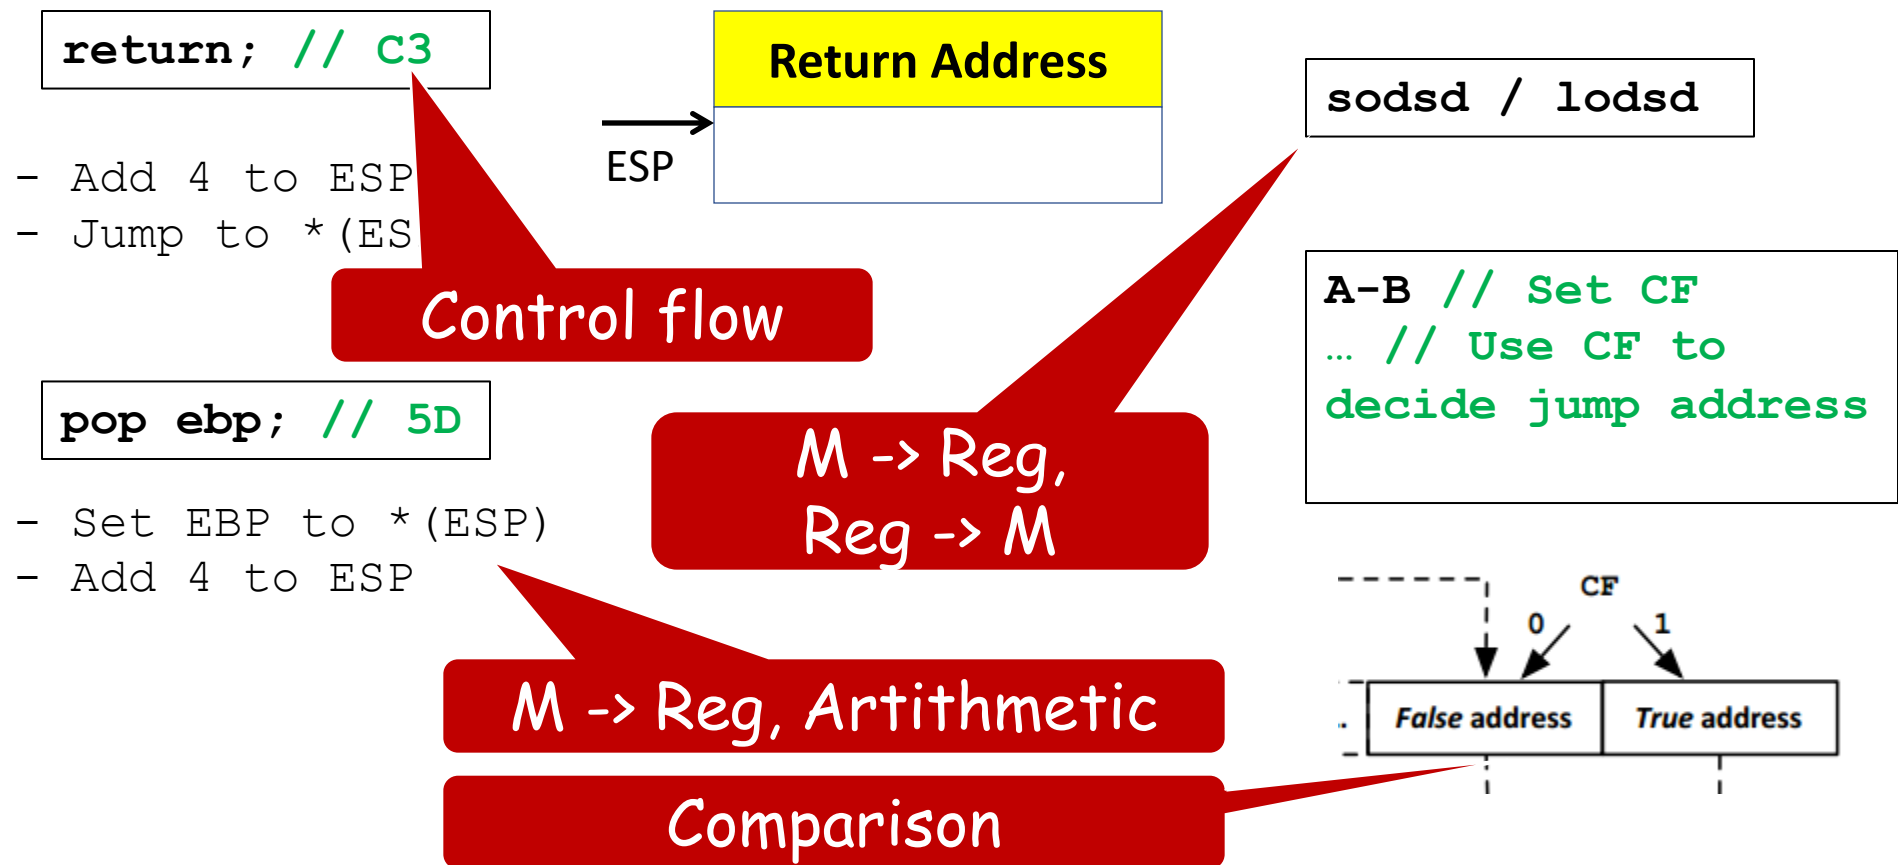 return; // C3
- Add 4 to ESP
- Jump to *(ES
Control flow
pop ebp; // 5D
- Set EBP to *(ESP)
- Add 4 to ESP
Return Address
ESP
M -> Reg,
Reg -> M
M -> Reg, Artithmetic
Comparison
sodsd / lodsd
A-B // Set CF
… // Use CF to
decide jump address
CF
0 1
.. False address True address